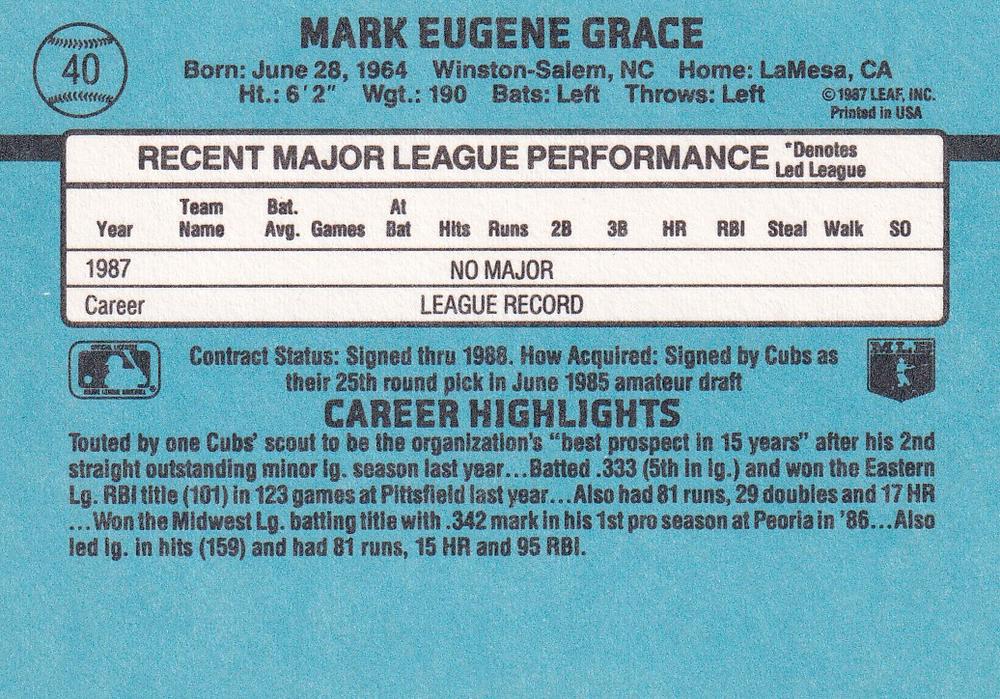 40
MARK EUGENE GRACE
Born: June 28, 1964 Winston-Salem, NC Home: LaMesa, CA
Ht.: 6'2" Wgt.: 190 Bats: Left Throws: Left
© 1987 LEAF, INC.
Printed in USA
RECENT MAJOR LEAGUE PERFORMANCE *Denotes Led League
Year Team Name Bat. Avg. Games At Bat Hits Runs 2B 3B HR RBI Steal Walk SO
1987 NO MAJOR
Career LEAGUE RECORD
Contract Status: Signed thru 1988. How Acquired: Signed by Cubs as
their 25th round pick in June 1985 amateur draft
CAREER HIGHLIGHTS
Touted by one Cubs' scout to be the organization's "best prospect in 15 years" after his 2nd
straight outstanding minor lg. season last year...Batted .333 (5th in lg.) and won the Eastern
Lg. RBI title (101) in 123 games at Pittsfield last year...Also had 81 runs, 29 doubles and 17 HR
...Won the Midwest Lg. batting title with .342 mark in his 1st pro season at Peoria in '86...Also
led lg. in hits (159) and had 81 runs, 15 HR and 95 RBI.